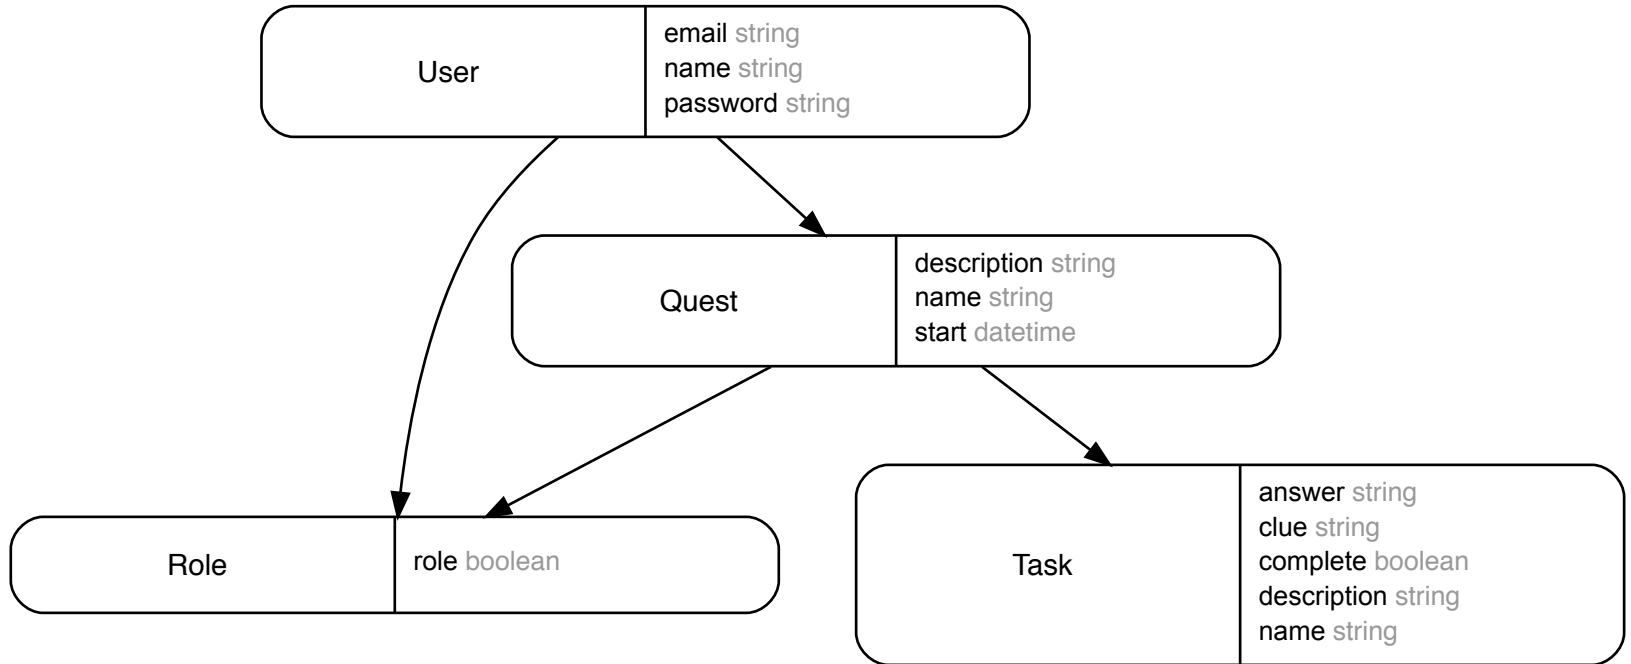 User
email string
name string
password string
Quest
description string
name string
start datetime
Role
role boolean
Task
answer string
clue string
complete boolean
description string
name string